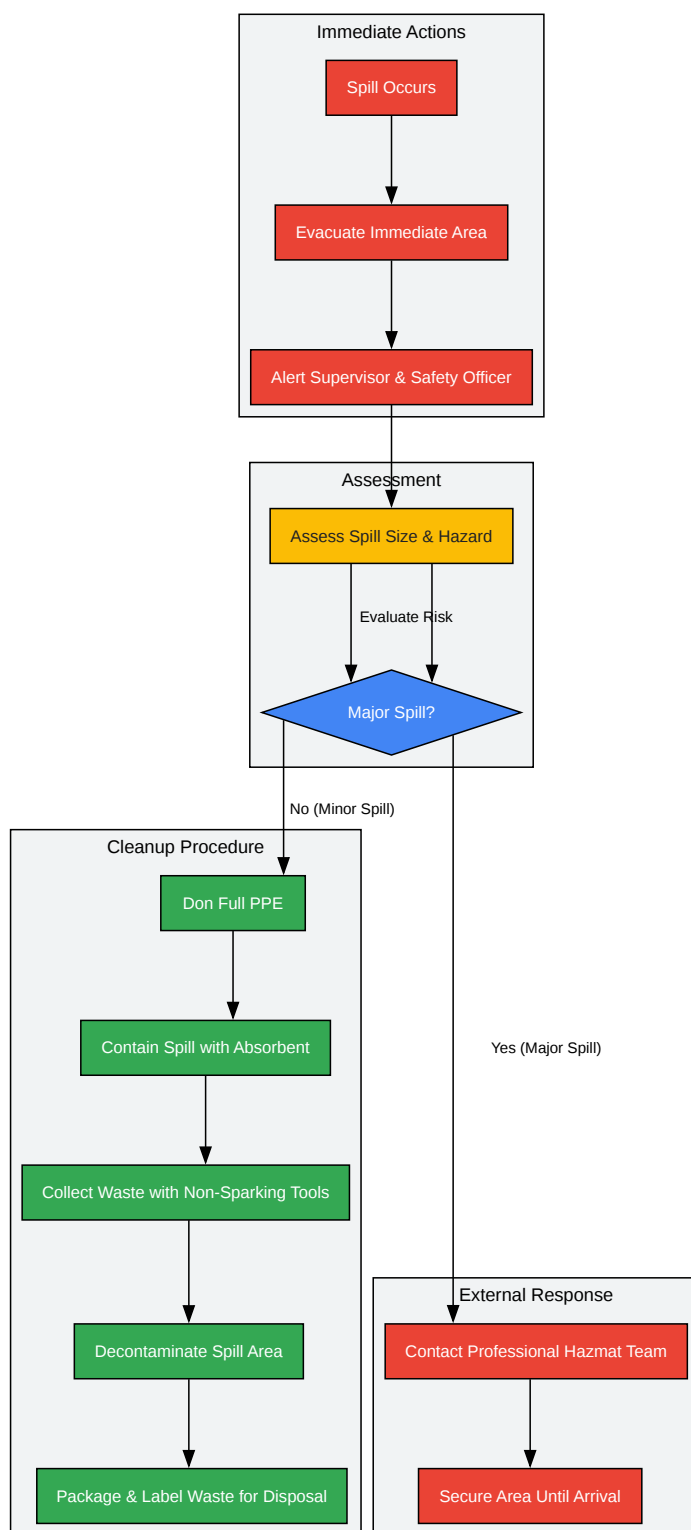 Immediate Actions
Spill Occurs
Evacuate Immediate Area
Alert Supervisor & Safety Officer
Assessment
Assess Spill Size & Hazard
Evaluate Risk
Major Spill?
No (Minor Spill)
Cleanup Procedure
Don Full PPE
Contain Spill with Absorbent
Yes (Major Spill)
Collect Waste with Non-Sparking Tools
External Response
Decontaminate Spill Area
Contact Professional Hazmat Team
Package & Label Waste for Disposal
Secure Area Until Arrival